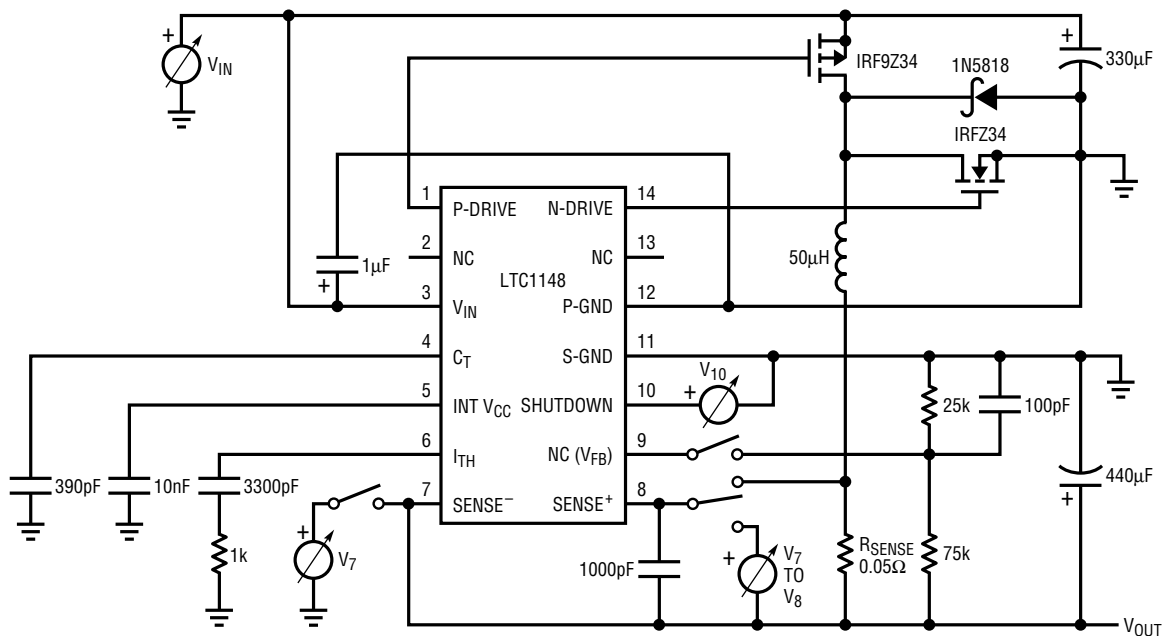 +
V_IN
IRF9Z34
1N5818
+
330μF
IRFZ34
1
P-DRIVE
N-DRIVE
14
2
NC
NC
13
50μH
1μF
+
LTC1148
3
V_IN
P-GND
12
4
C_T
S-GND
11
V_10
+
5
INT V_CC
SHUTDOWN
10
25k
100pF
6
I_TH
NC (V_FB)
9
390pF
10nF
3300pF
7
SENSE⁻
SENSE⁺
8
440μF
+
+
V_7
1k
1000pF
+
V_7
TO
V_8
R_SENSE
0.05Ω
75k
V_OUT